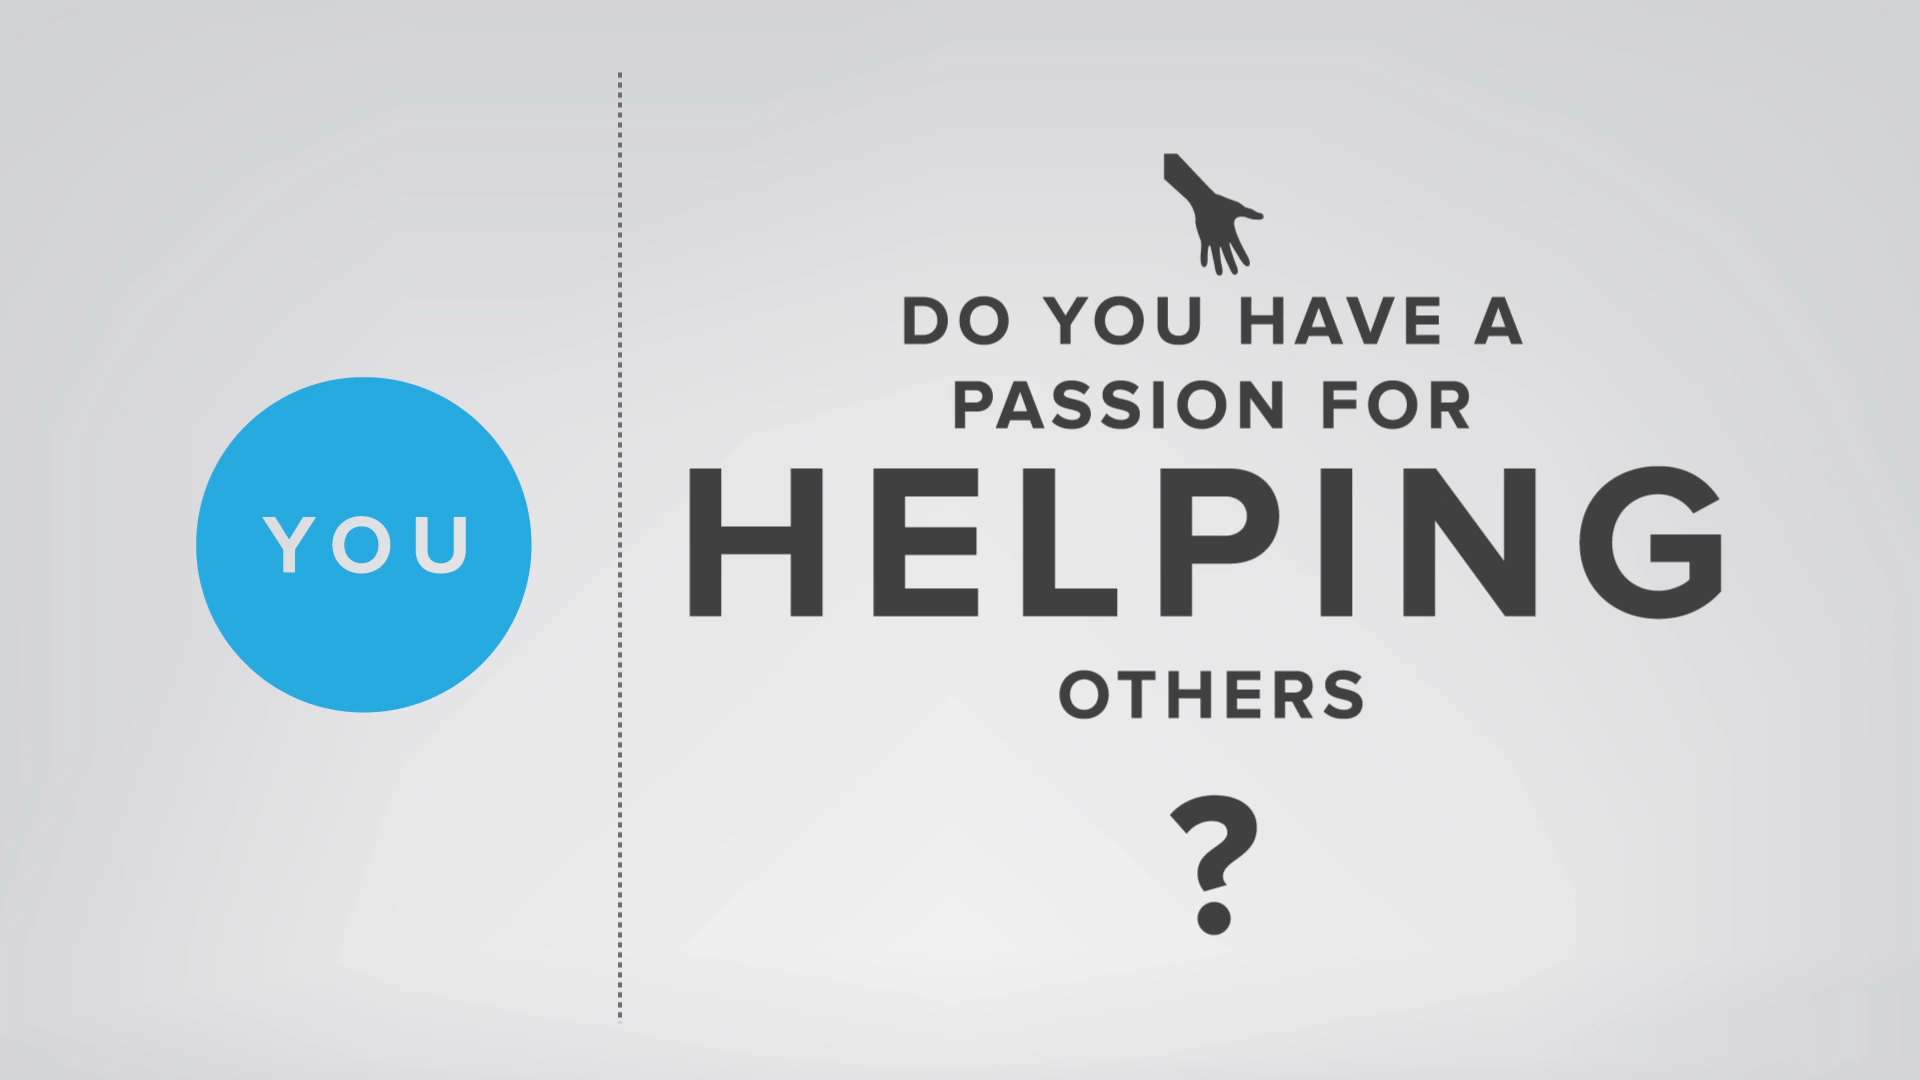 YOU
DO YOU HAVE A
PASSION FOR
HELPING
OTHERS
?